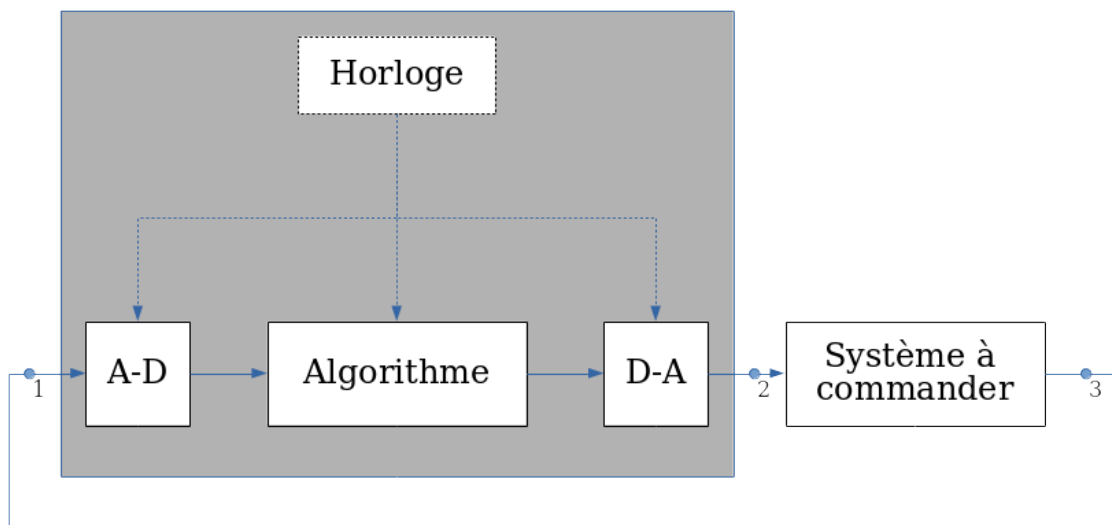 Horloge
A-D
Algorithme
D-A
Système à
commander
1
2
3